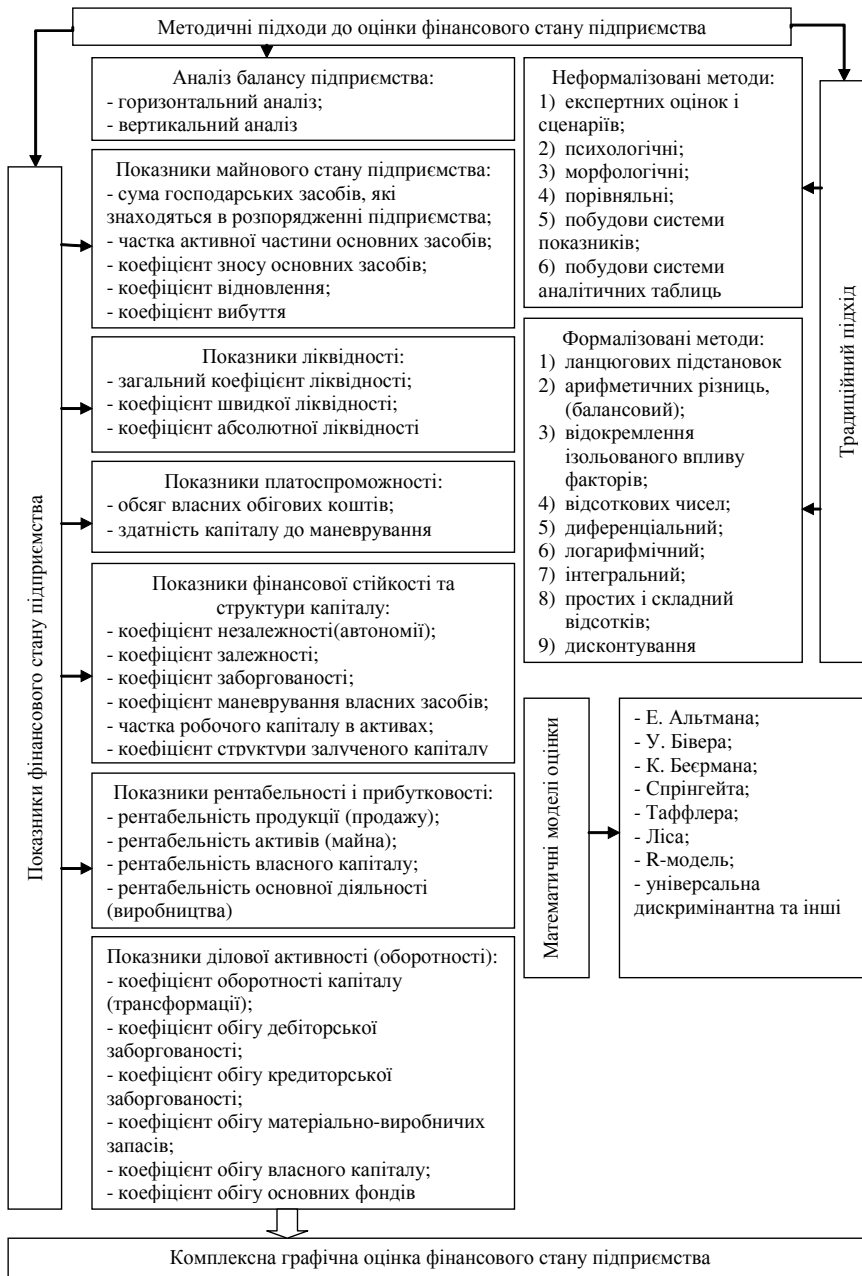 Методичні підходи до оцінки фінансового стану підприємства
Аналіз балансу підприємства:
- горизонтальний аналіз;
- вертикальний аналіз
Показники майнового стану підприємства:
- сума господарських засобів, які
знаходяться в розпорядженні підприємства;
- частка активної частини основних засобів;
- коефіцієнт зносу основних засобів;
- коефіцієнт відновлення;
- коефіцієнт вибуття
Показники ліквідності:
- загальний коефіцієнт ліквідності;
- коефіцієнт швидкої ліквідності;
- коефіцієнт абсолютної ліквідності
Показники платоспроможності:
- обсяг власних обігових коштів;
- здатність капіталу до маневрування
Показники фінансової стійкості та
структури капіталу:
- коефіцієнт незалежності(автономії);
- коефіцієнт залежності;
- коефіцієнт заборгованості;
- коефіцієнт маневрування власних засобів;
- частка робочого капіталу в активах;
- коефіцієнт структури залученого капіталу
Показники рентабельності і прибутковості:
- рентабельність продукції (продажу);
- рентабельність активів (майна);
- рентабельність власного капіталу;
- рентабельність основної діяльності
(виробництва)
Показники ділової активності (оборотності):
- коефіцієнт оборотності капіталу
(трансформації);
- коефіцієнт обігу дебіторської
заборгованості;
- коефіцієнт обігу кредиторської
заборгованості;
- коефіцієнт обігу матеріально-виробничих
запасів;
- коефіцієнт обігу власного капіталу;
- коефіцієнт обігу основних фондів
Показники фінансового стану підприємства
Неформалізовані методи:
1) експертних оцінок і
сценаріїв;
2) психологічні;
3) морфологічні;
4) порівняльні;
5) побудови системи
показників;
6) побудови системи
аналітичних таблиць
Формалізовані методи:
1) ланцюгових підстановок
2) арифметичних різниць,
(балансовий);
3) відокремлення
ізольованого впливу
факторів;
4) відсоткових чисел;
5) диференціальний;
6) логарифмічний;
7) інтегральний;
8) простих і складний
відсотків;
9) дисконтування
Традиційний підхід
Математичні моделі оцінки
- Е. Альтмана;
- У. Бівера;
- К. Беєрмана;
- Спрінгейта;
- Таффлера;
- Ліса;
- R-модель;
- універсальна
дискримінантна та інші
Комплексна графічна оцінка фінансового стану підприємства